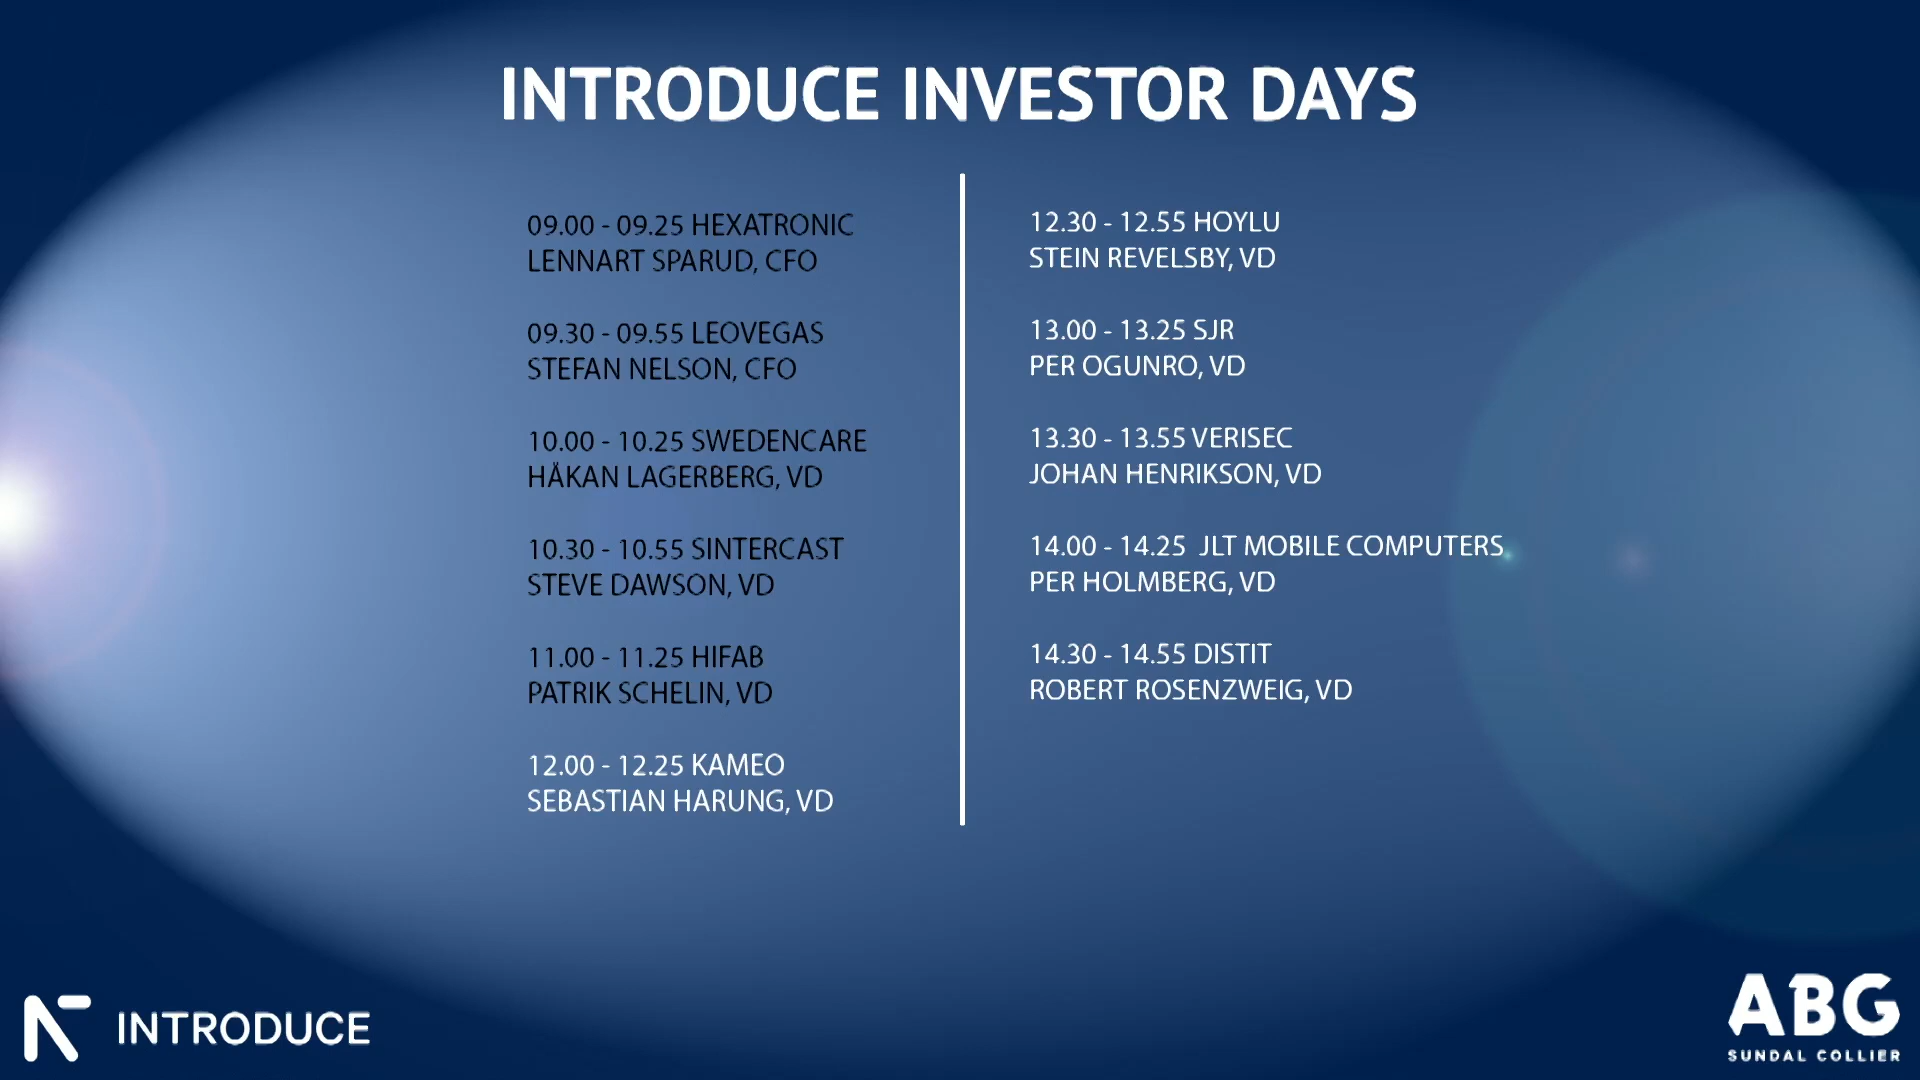 INTRODUCE INVESTOR DAYS
09.00 - 09.25 HEXATRONIC
LENNART SPARUD, CFO
09.30 - 09.55 LEOVEGAS
STEFAN NELSON, CFO
10.00 - 10.25 SWEDENCARE
HÅKAN LAGERBERG, VD
10.30 - 10.55 SINTERCAST
STEVE DAWSON, VD
11.00 - 11.25 HIFAB
PATRIK SCHELIN, VD
12.00 - 12.25 KAMEO
SEBASTIAN HARUNG, VD
12.30 - 12.55 HOYLU
STEIN REVELSBY, VD
13.00 - 13.25 SJR
PER OGUNRO, VD
13.30 - 13.55 VERISEC
JOHAN HENRIKSON, VD
14.00 - 14.25 JLT MOBILE COMPUTERS
PER HOLMBERG, VD
14.30 - 14.55 DISTIT
ROBERT ROSENZWEIG, VD
INTRODUCE
ABG
SUNDAL COLLIER